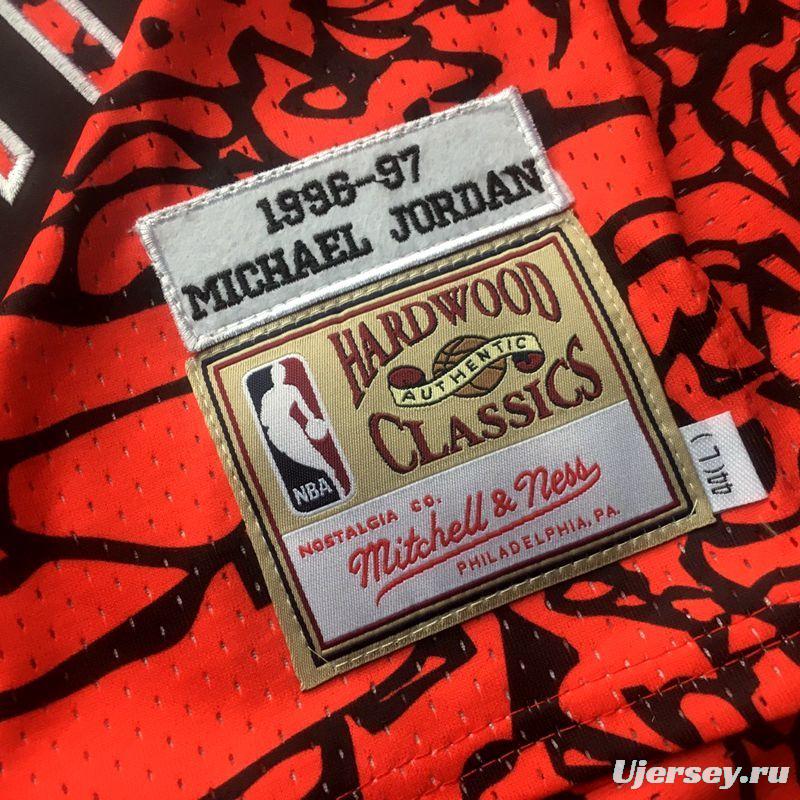 1996-97
MICHAEL JORDAN
HARDWOOD
AUTHENTIC
CLASSICS
NBA
NOSTALGIA CO.
Mitchell & Ness
PHILADELPHIA, PA.
44(L)
Ujersey.ru